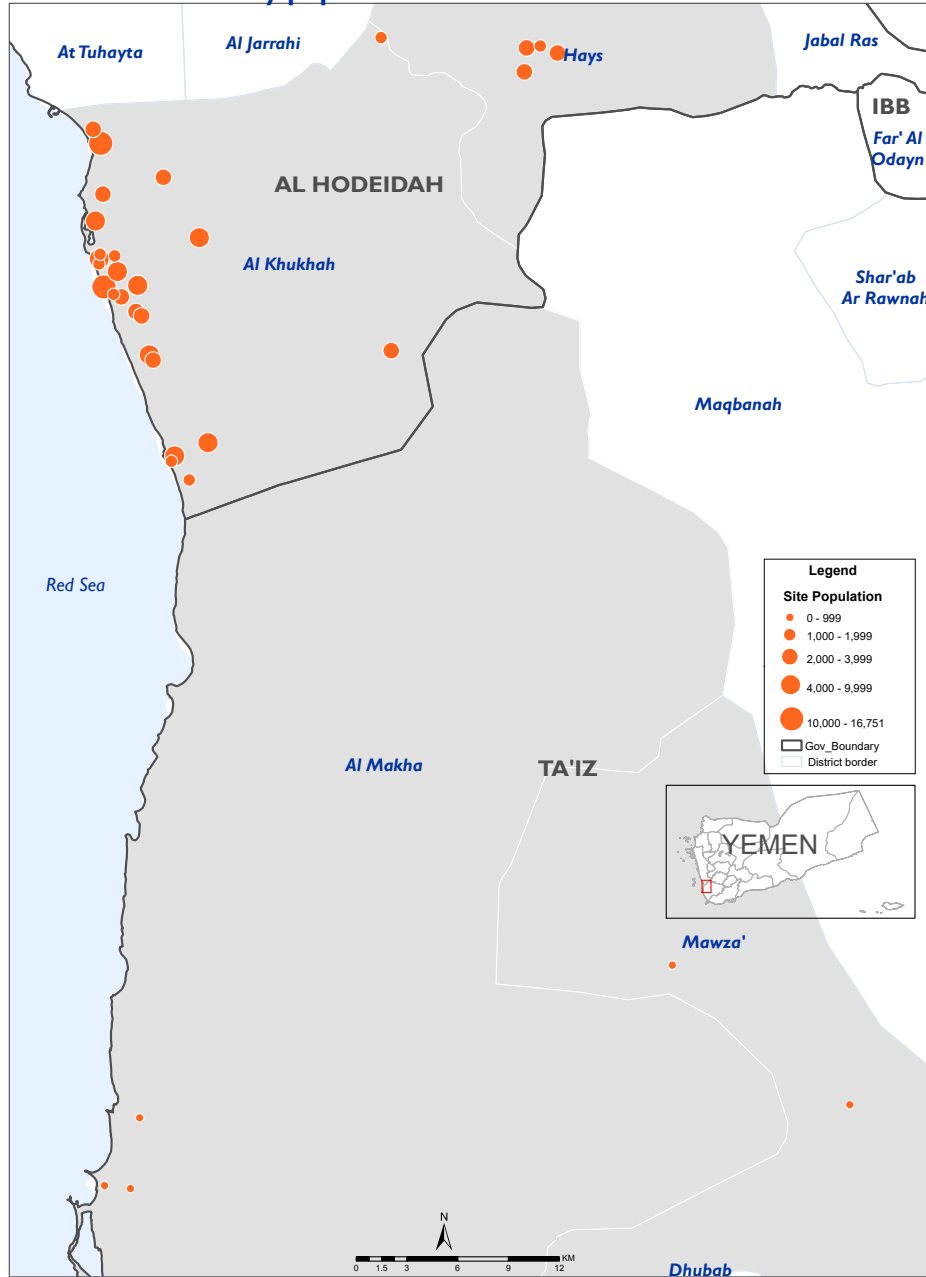 At Tuhayta
Al Jarrahi
Hays
Jabal Ras
IBB
Far' Al
Odayn
AL HODEIDAH
Al Khukhah
Shar'ab
Ar Rawnah
Maqbanah
Red Sea
Legend
Site Population
0 - 999
1,000 - 1,999
2,000 - 3,999
4,000 - 9,999
10,000 - 16,751
Gov_Boundary
District border
Al Makha
TA'IZ
YEMEN
Mawza'
N
KM
0 1.5 3 6 9 12
Dhubab